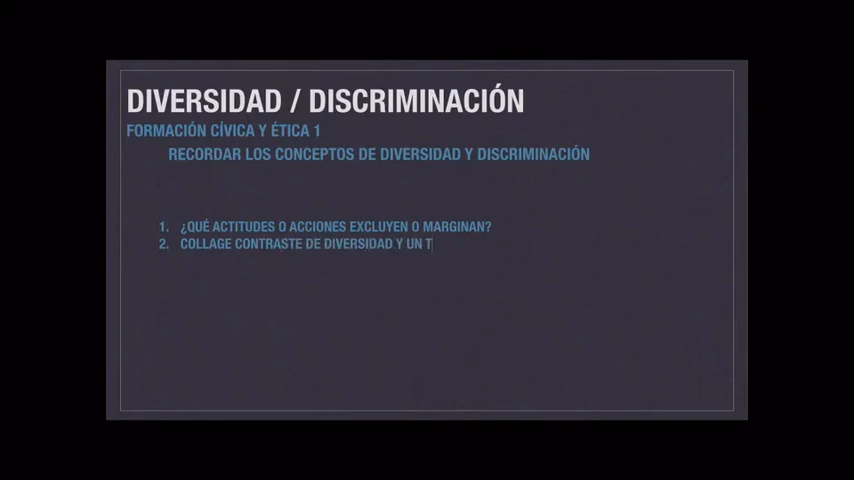 DIVERSIDAD / DISCRIMINACIÓN
FORMACIÓN CÍVICA Y ÉTICA 1
RECORDAR LOS CONCEPTOS DE DIVERSIDAD Y DISCRIMINACIÓN
1. ¿QUÉ ACTITUDES O ACCIONES EXCLUYEN O MARGINAN?
2. COLLAGE CONTRASTE DE DIVERSIDAD Y UN T